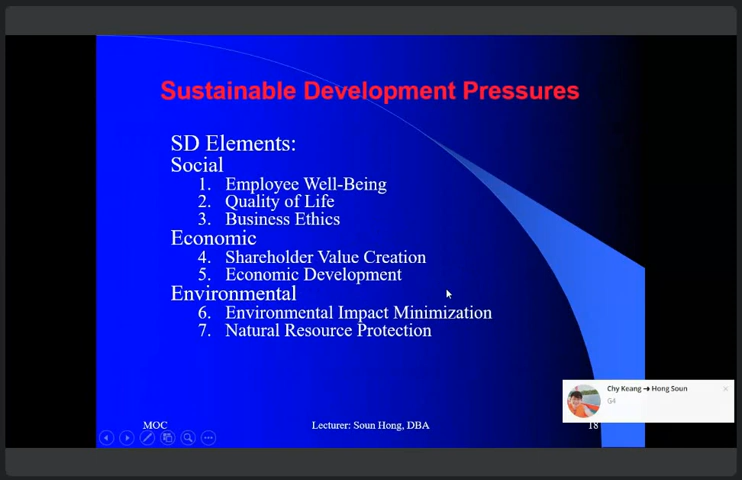 Sustainable Development Pressures
SD Elements:
Social
1. Employee Well-Being
2. Quality of Life
3. Business Ethics
Economic
4. Shareholder Value Creation
5. Economic Development
Environmental
6. Environmental Impact Minimization
7. Natural Resource Protection
Chy Keang ➜ Hong Soun
G4
MOC
Lecturer: Soun Hong, DBA
18